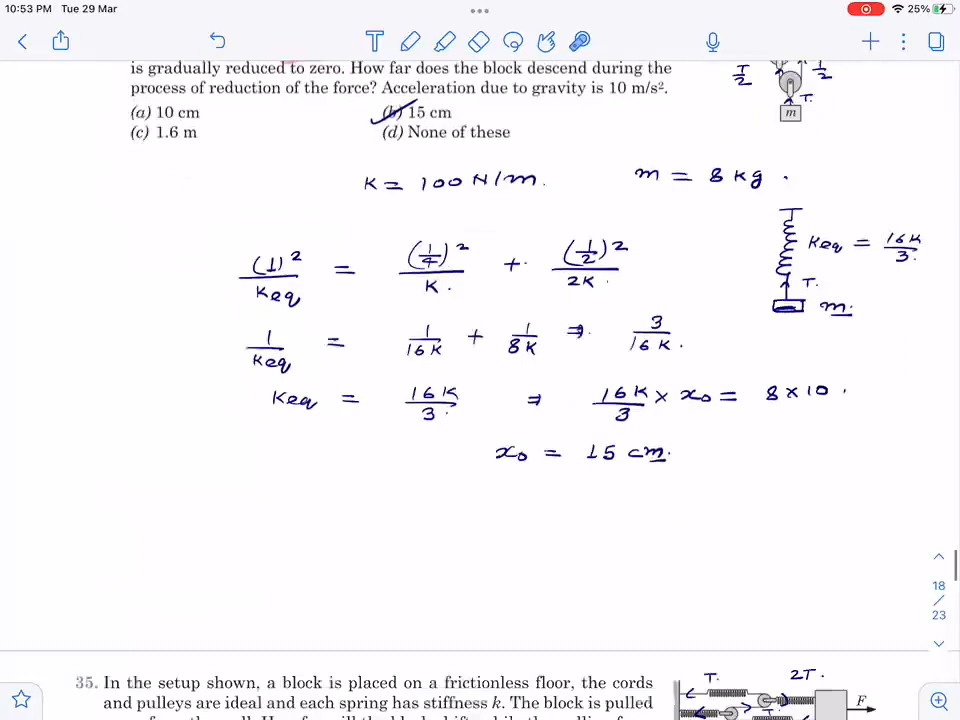 10:53 PM Tue 29 Mar 25%
is gradually reduced to zero. How far does the block descend during the
process of reduction of the force? Acceleration due to gravity is 10 m/s².
(a) 10 cm (b) 15 cm
(c) 1.6 m (d) None of these
T/2 T.
m
K = 100 N/m. m = 8 kg.
(1)²/Keq = (1/4)²/K. + (1/2)²/2K.
Keq = 16K/3.
T.
m.
1/Keq = 1/16K + 1/8K ⇒ 3/16K.
Keq = 16K/3. ⇒ 16K/3 × x₀ = 8 × 10.
x₀ = 15 cm.
18
/
23
35. In the setup shown, a block is placed on a frictionless floor, the cords
and pulleys are ideal and each spring has stiffness k. The block is pulled
T. 2T.
F
T.